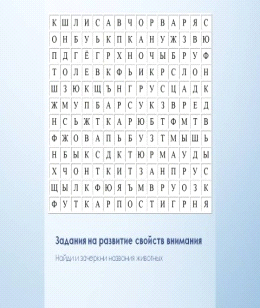 К Ш Л И С А В Ч О Р В А Р Я С
О Н Б У Ь К П К А Н У Ж З В Ю
П Д Г Ё Г Р Х Н О Ч Ы Б Р У Ф
Т О Л Е В К Ф Ь И К Р С Л О Н
Ш З Ю К Щ Ъ Н Г Р У С Ц А Д К
Ж М У П Б А Р С У К З В Р Е Д
Н С Ь Ж Т К А Р Ю Б Т Ф М Т В
Ф Ж О В А П Ь Б У З Т М Ы Ш Ь
Н Б Ы К С Д К Т Ю Р М А У Д Ы
Х Ч О Н Т К И Т З А Н П Р У С
Щ Ы Л К Ф Ю Я Ъ М В Р У О З К
Ф У Т К А Р П О С Т И Г Р Н Я
Задания на развитие свойств внимания
Найди и зачеркни названия животных